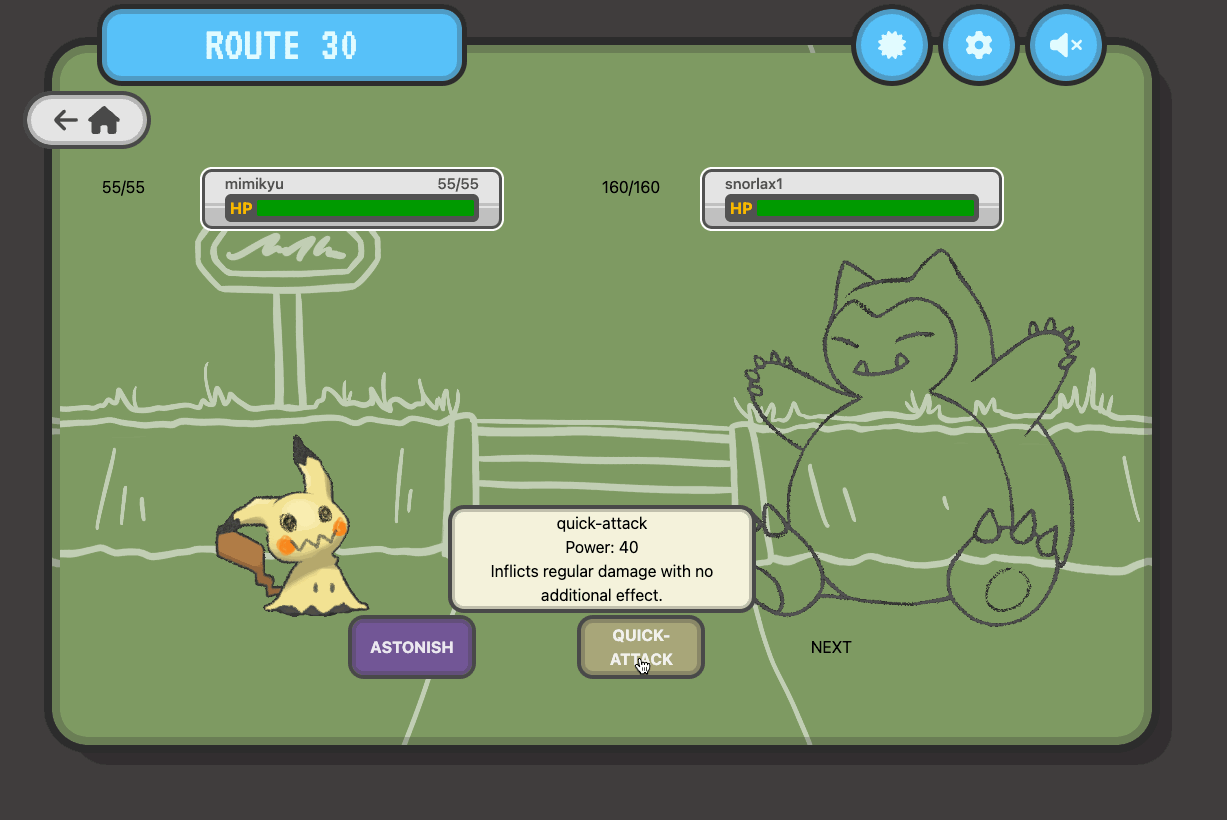 ROUTE 30
55/55
mimikyu 55/55
HP
160/160
snorlax1
HP
quick-attack
Power: 40
Inflicts regular damage with no
additional effect.
ASTONISH
QUICK-
ATTACK
NEXT